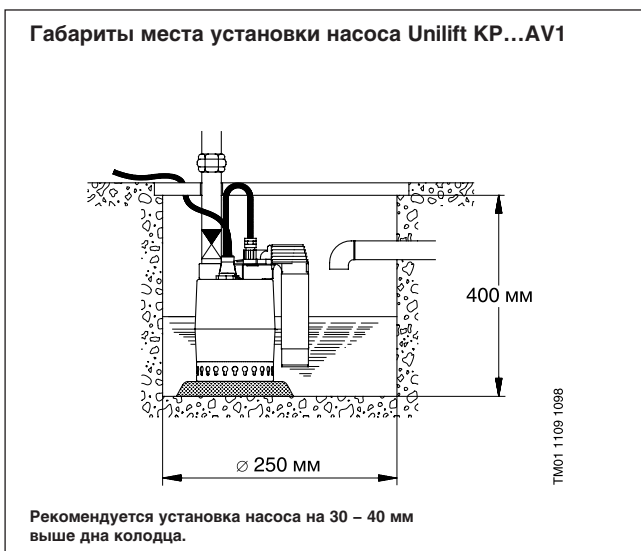 Габариты места установки насоса Unilift KP...AV1
400 мм
TM01 1109 1098
⌀ 250 мм
Рекомендуется установка насоса на 30 – 40 мм
выше дна колодца.